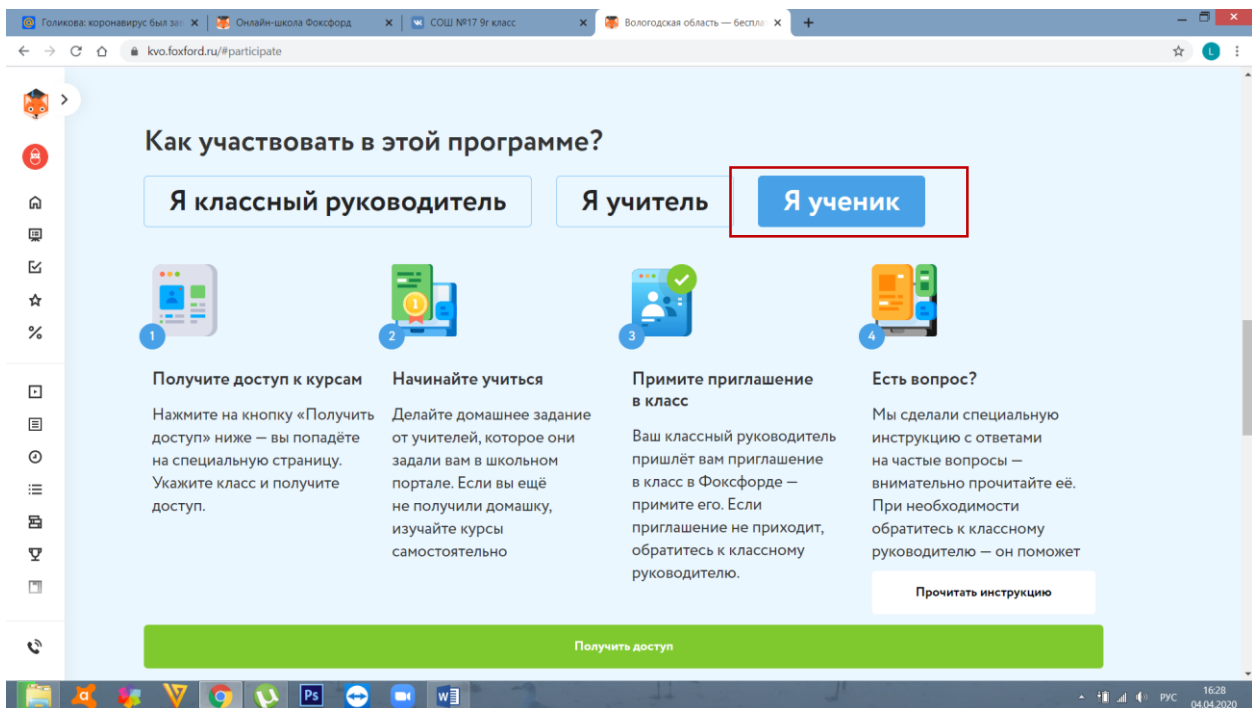 Голикова: коронавирус был за
Онлайн-школа Фоксфорд
СОШ №17 9г класс
Вологодская область — беспла
kvo.foxford.ru/#participate
L
Как участвовать в этой программе?
Я классный руководитель
Я учитель
Я ученик
1
2
3
4
Получите доступ к курсам
Нажмите на кнопку «Получить
доступ» ниже — вы попадёте
на специальную страницу.
Укажите класс и получите
доступ.
Начинайте учиться
Делайте домашнее задание
от учителей, которое они
задали вам в школьном
портале. Если вы ещё
не получили домашку,
изучайте курсы
самостоятельно
Примите приглашение
в класс
Ваш классный руководитель
пришлёт вам приглашение
в класс в Фоксфорде —
примите его. Если
приглашение не приходит,
обратитесь к классному
руководителю.
Есть вопрос?
Мы сделали специальную
инструкцию с ответами
на частые вопросы —
внимательно прочитайте её.
При необходимости
обратитесь к классному
руководителю — он поможет
Прочитать инструкцию
Получить доступ
Ps
РУС
16:28
04.04.2020